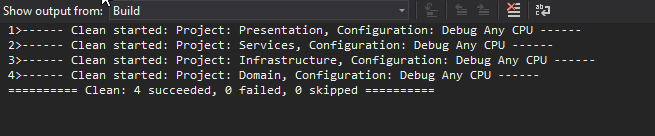 Show output from: Build
1>------ Clean started: Project: Presentation, Configuration: Debug Any CPU ------
2>------ Clean started: Project: Services, Configuration: Debug Any CPU ------
3>------ Clean started: Project: Infrastructure, Configuration: Debug Any CPU ------
4>------ Clean started: Project: Domain, Configuration: Debug Any CPU ------
========== Clean: 4 succeeded, 0 failed, 0 skipped ==========